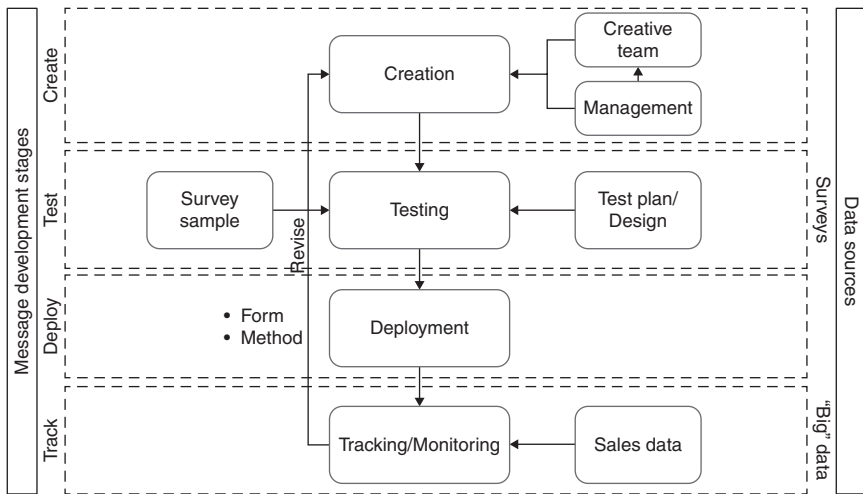 Message development stages
Create
Creation
Creative
team
Management
Test
Survey
sample
Testing
Test plan/
Design
Surveys
Data sources
Revise
Deploy
• Form
• Method
Deployment
Track
Tracking/Monitoring
Sales data
"Big" data